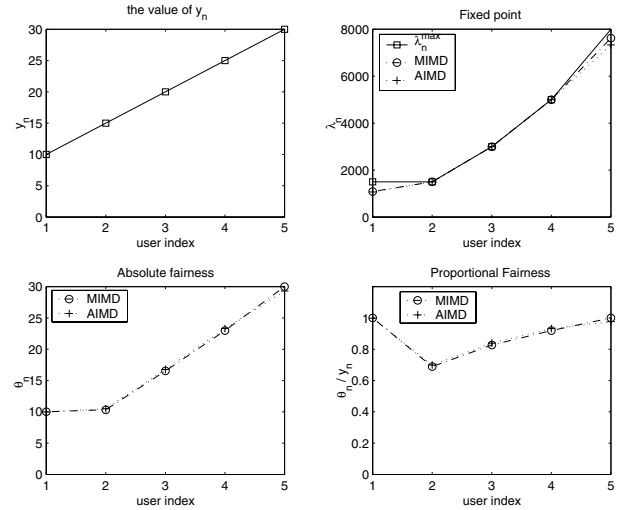 the value of y_n
30
25
20
15
10
5
0
y_n
1 2 3 4 5
user index
Fixed point
8000
6000
4000
2000
0
λ_n
λ_n^max
MIMD
AIMD
1 2 3 4 5
user index
Absolute fairness
30
25
20
15
10
5
0
θ_n
MIMD
AIMD
1 2 3 4 5
user index
Proportional Fairness
1
0.8
0.6
0.4
0.2
0
θ_n / y_n
MIMD
AIMD
1 2 3 4 5
user index